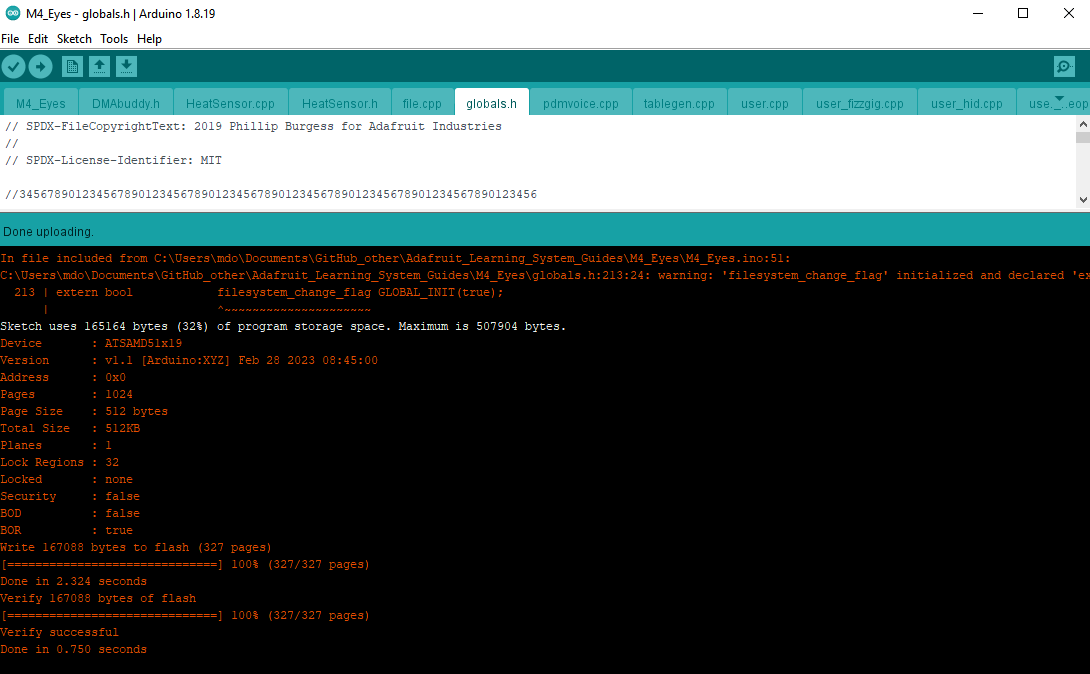 M4_Eyes - globals.h | Arduino 1.8.19
File Edit Sketch Tools Help
M4_Eyes DMAbuddy.h HeatSensor.cpp HeatSensor.h file.cpp globals.h pdmvoice.cpp tablegen.cpp user.cpp user_fizzgig.cpp user_hid.cpp
// SPDX-FileCopyrightText: 2019 Phillip Burgess for Adafruit Industries
//
// SPDX-License-Identifier: MIT
//34567890123456789012345678901234567890123456789012345678901234567890123456
Done uploading.
In file included from C:\Users\mdo\Documents\GitHub_other\Adafruit_Learning_System_Guides\M4_Eyes\M4_Eyes.ino:51:
C:\Users\mdo\Documents\GitHub_other\Adafruit_Learning_System_Guides\M4_Eyes\globals.h:213:24: warning: 'filesystem_change_flag' initialized and declared 'ex
213 | extern bool filesystem_change_flag GLOBAL_INIT(true);
| ^~~~~~~~~~~~~~~~~~~~~~
Sketch uses 165164 bytes (32%) of program storage space. Maximum is 507904 bytes.
Device : ATSAMD51x19
Version : v1.1 [Arduino:XYZ] Feb 28 2023 08:45:00
Address : 0x0
Pages : 1024
Page Size : 512 bytes
Total Size : 512KB
Planes : 1
Lock Regions : 32
Locked : none
Security : false
BOD : false
BOR : true
Write 167088 bytes to flash (327 pages)
[==============================] 100% (327/327 pages)
Done in 2.324 seconds
Verify 167088 bytes of flash
[==============================] 100% (327/327 pages)
Verify successful
Done in 0.750 seconds